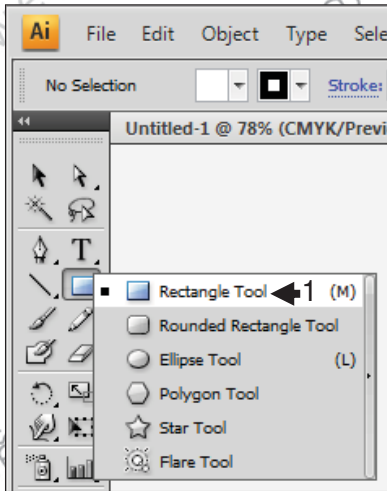 Ai File Edit Object Type Sele
No Selection Stroke:
Untitled-1 @ 78% (CMYK/Previ
T
Rectangle Tool 1 (M)
Rounded Rectangle Tool
Ellipse Tool (L)
Polygon Tool
Star Tool
Flare Tool